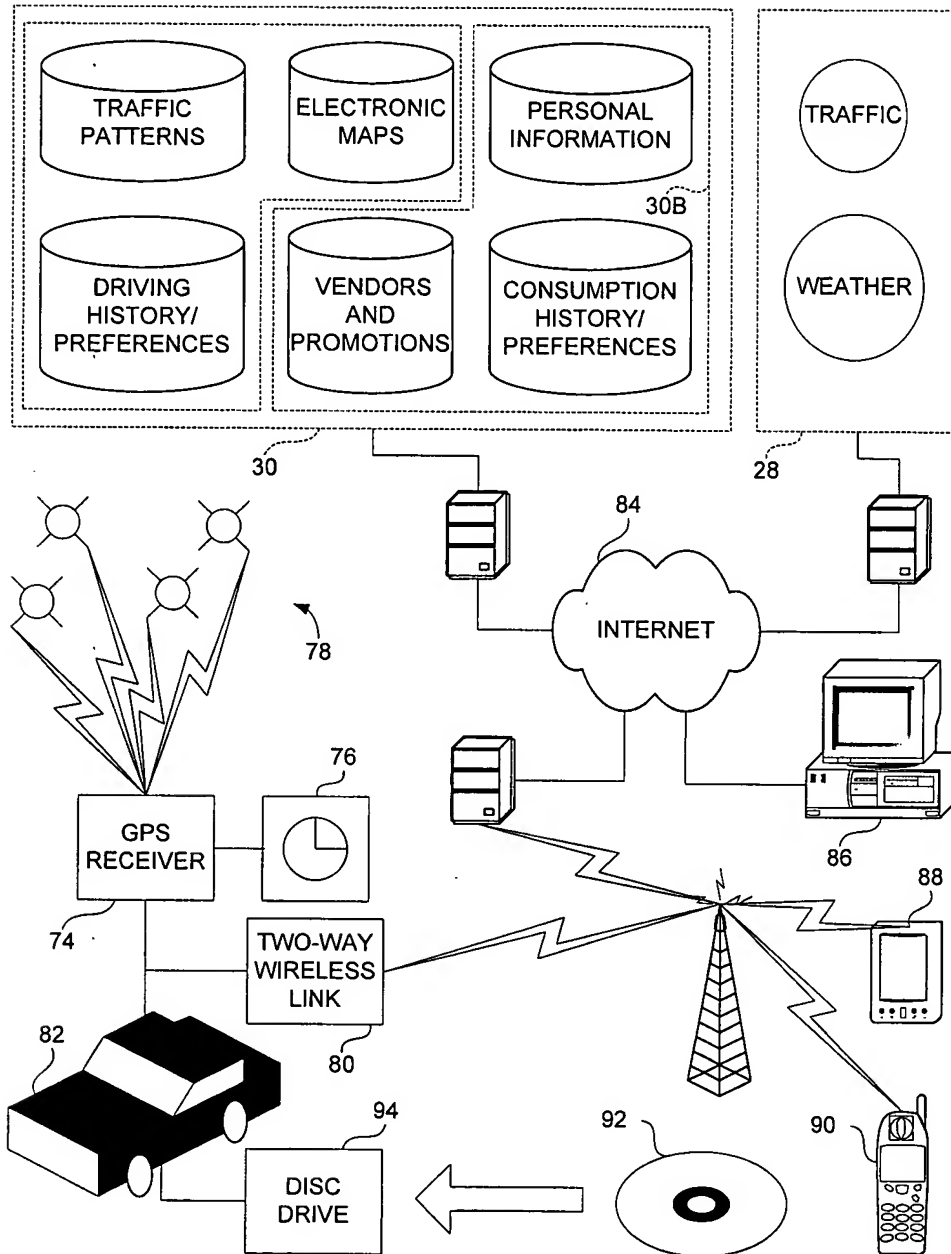 TRAFFIC
PATTERNS
ELECTRONIC
MAPS
PERSONAL
INFORMATION
TRAFFIC
30B
DRIVING
HISTORY/
PREFERENCES
VENDORS
AND
PROMOTIONS
CONSUMPTION
HISTORY/
PREFERENCES
WEATHER
30
28
84
INTERNET
78
76
GPS
RECEIVER
86
74
88
TWO-WAY
WIRELESS
LINK
82
80
94
92
90
DISC
DRIVE